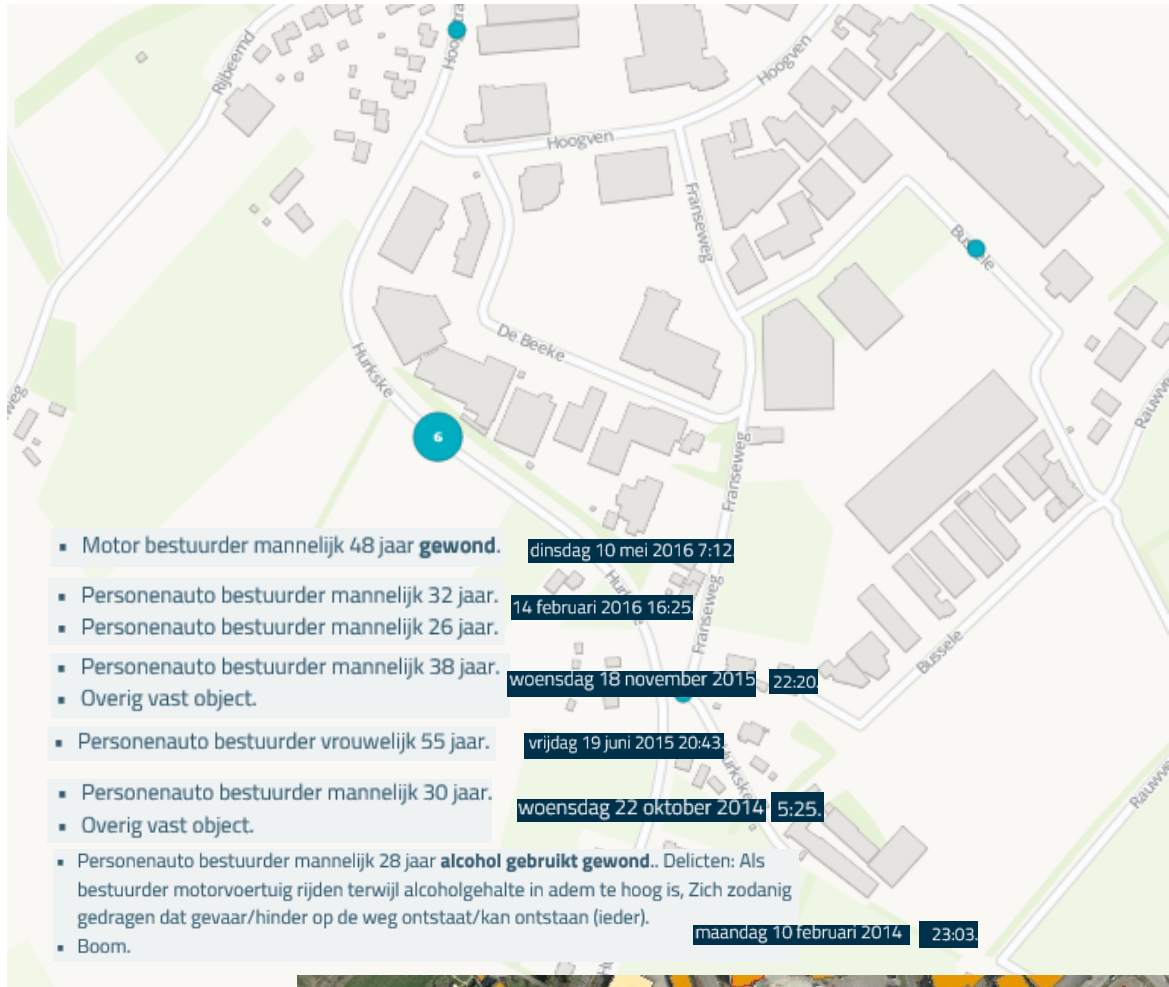 Rijbeemd
Hoogven
Hoogven
Franseweg
Bussele
De Beeke
Hurkske
6
Franseweg
▪ Motor bestuurder mannelijk 48 jaar gewond.
dinsdag 10 mei 2016 7:12.
▪ Personenauto bestuurder mannelijk 32 jaar.
14 februari 2016 16:25.
▪ Personenauto bestuurder mannelijk 26 jaar.
Franseweg
▪ Personenauto bestuurder mannelijk 38 jaar.
▪ Overig vast object.
woensdag 18 november 2015 22:20.
Bussele
▪ Personenauto bestuurder vrouwelijk 55 jaar.
vrijdag 19 juni 2015 20:43.
Hurkske
▪ Personenauto bestuurder mannelijk 30 jaar.
▪ Overig vast object.
woensdag 22 oktober 2014 5:25.
▪ Personenauto bestuurder mannelijk 28 jaar alcohol gebruikt gewond.. Delicten: Als
bestuurder motorvoertuig rijden terwijl alcoholgehalte in adem te hoog is, Zich zodanig
gedragen dat gevaar/hinder op de weg ontstaat/kan ontstaan (ieder).
▪ Boom.
maandag 10 februari 2014 23:03.